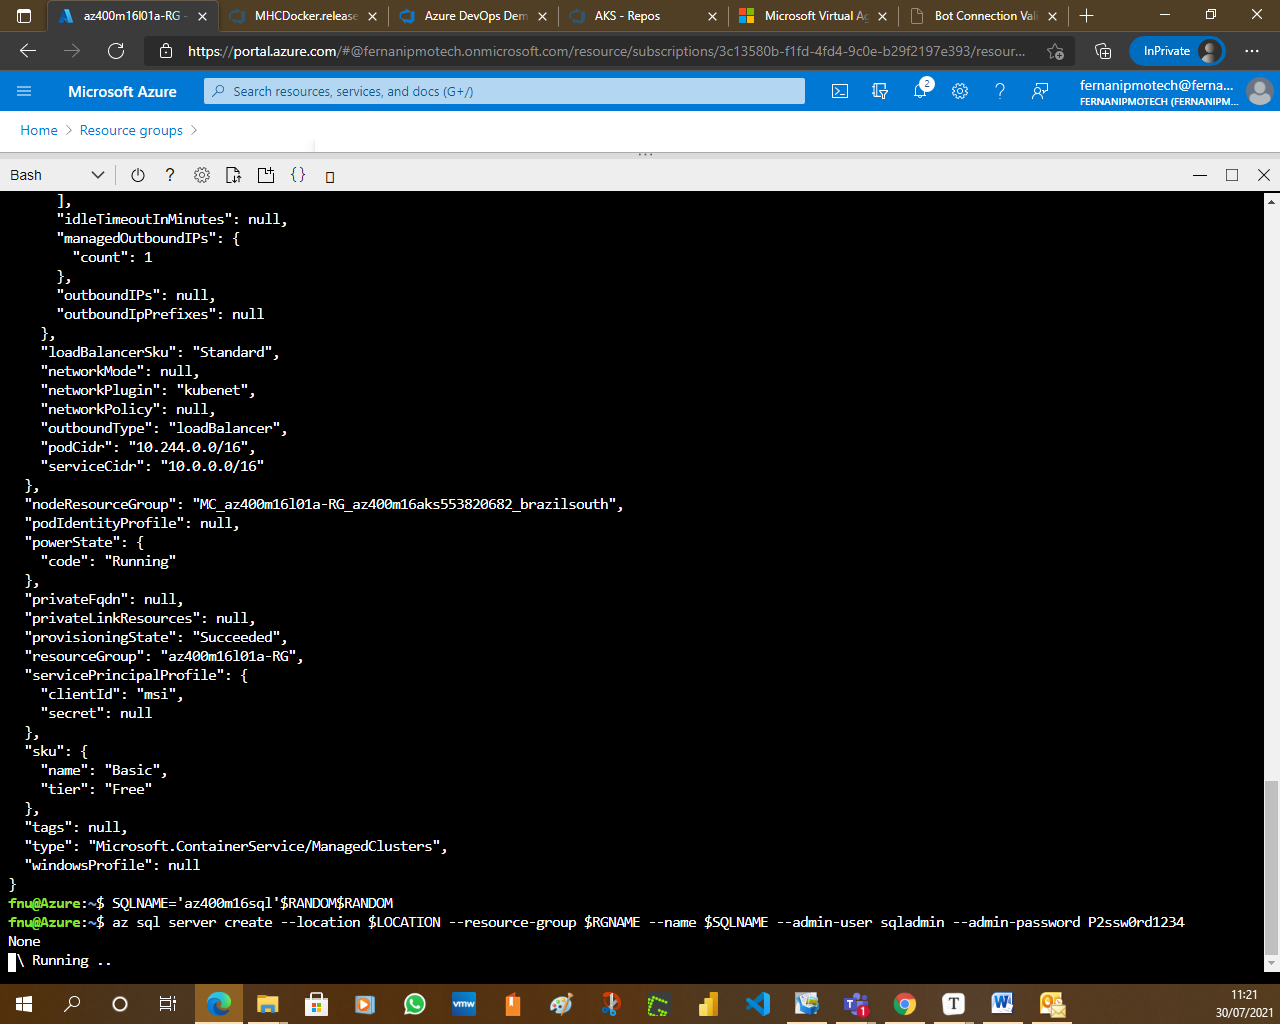 az400m16l01a-RG -
MHCDocker.release
Azure DevOps Dem
AKS - Repos
Microsoft Virtual Ag
Bot Connection Vali
https://portal.azure.com/#@fernanipmotech.onmicrosoft.com/resource/subscriptions/3c13580b-f1fd-4fd4-9c0e-b29f2197e393/resour...
InPrivate
Microsoft Azure
Search resources, services, and docs (G+/)
2
fernanipmotech@ferna...
FERNANIPMOTECH (FERNANIPM...
Home > Resource groups >
Bash
],
"idleTimeoutInMinutes": null,
"managedOutboundIPs": {
"count": 1
},
"outboundIPs": null,
"outboundIpPrefixes": null
},
"loadBalancerSku": "Standard",
"networkMode": null,
"networkPlugin": "kubenet",
"networkPolicy": null,
"outboundType": "loadBalancer",
"podCidr": "10.244.0.0/16",
"serviceCidr": "10.0.0.0/16"
},
"nodeResourceGroup": "MC_az400m16l01a-RG_az400m16aks553820682_brazilsouth",
"podIdentityProfile": null,
"powerState": {
"code": "Running"
},
"privateFqdn": null,
"privateLinkResources": null,
"provisioningState": "Succeeded",
"resourceGroup": "az400m16l01a-RG",
"servicePrincipalProfile": {
"clientId": "msi",
"secret": null
},
"sku": {
"name": "Basic",
"tier": "Free"
},
"tags": null,
"type": "Microsoft.ContainerService/ManagedClusters",
"windowsProfile": null
}
fnu@Azure:~$ SQLNAME='az400m16sql'$RANDOM$RANDOM
fnu@Azure:~$ az sql server create --location $LOCATION --resource-group $RGNAME --name $SQLNAME --admin-user sqladmin --admin-password P2ssw0rd1234
None
\ Running ..
vmw
1
T
11:21
30/07/2021